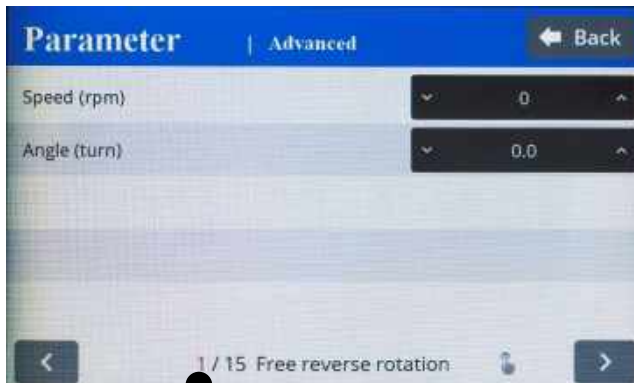 Parameter | Advanced Back
Speed (rpm) 0
Angle (turn) 0.0
1 / 15 Free reverse rotation